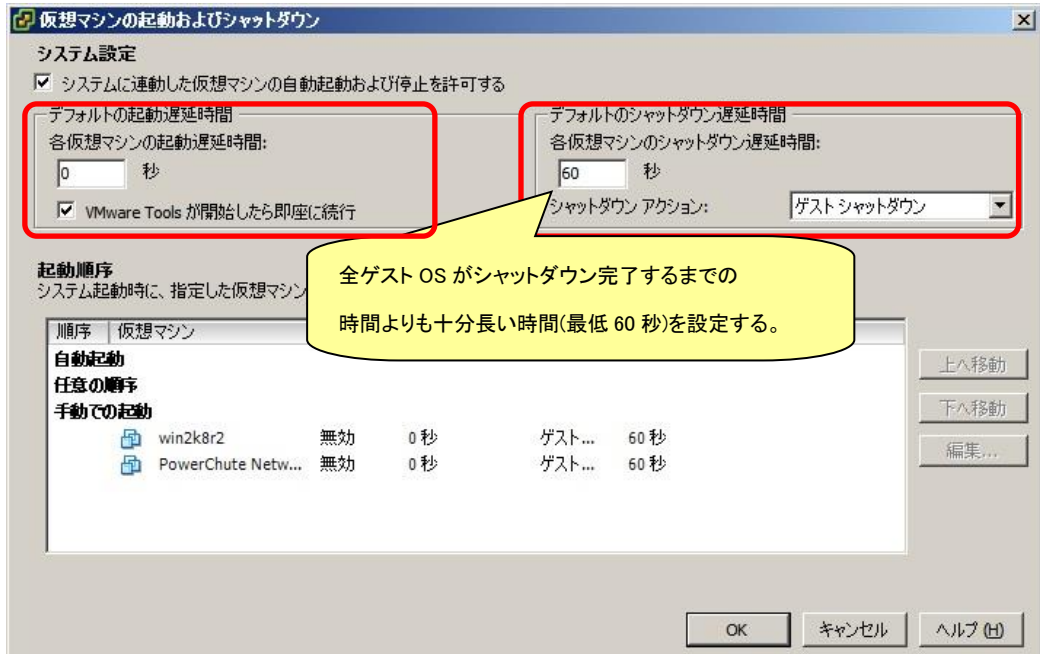 仮想マシンの起動およびシャットダウン
システム設定
システムに連動した仮想マシンの自動起動および停止を許可する
デフォルトの起動遅延時間
各仮想マシンの起動遅延時間:
0 秒
VMware Tools が開始したら即座に続行
デフォルトのシャットダウン遅延時間
各仮想マシンのシャットダウン遅延時間:
60 秒
シャットダウン アクション: ゲスト シャットダウン
全ゲスト OS がシャットダウン完了するまでの
時間よりも十分長い時間(最低 60 秒)を設定する。
起動順序
システム起動時に、指定した仮想マシン
順序 仮想マシン
自動起動
任意の順序
手動での起動
win2k8r2 無効 0 秒 ゲスト... 60 秒
PowerChute Netw... 無効 0 秒 ゲスト... 60 秒
上へ移動
下へ移動
編集...
OK キャンセル ヘルプ (H)